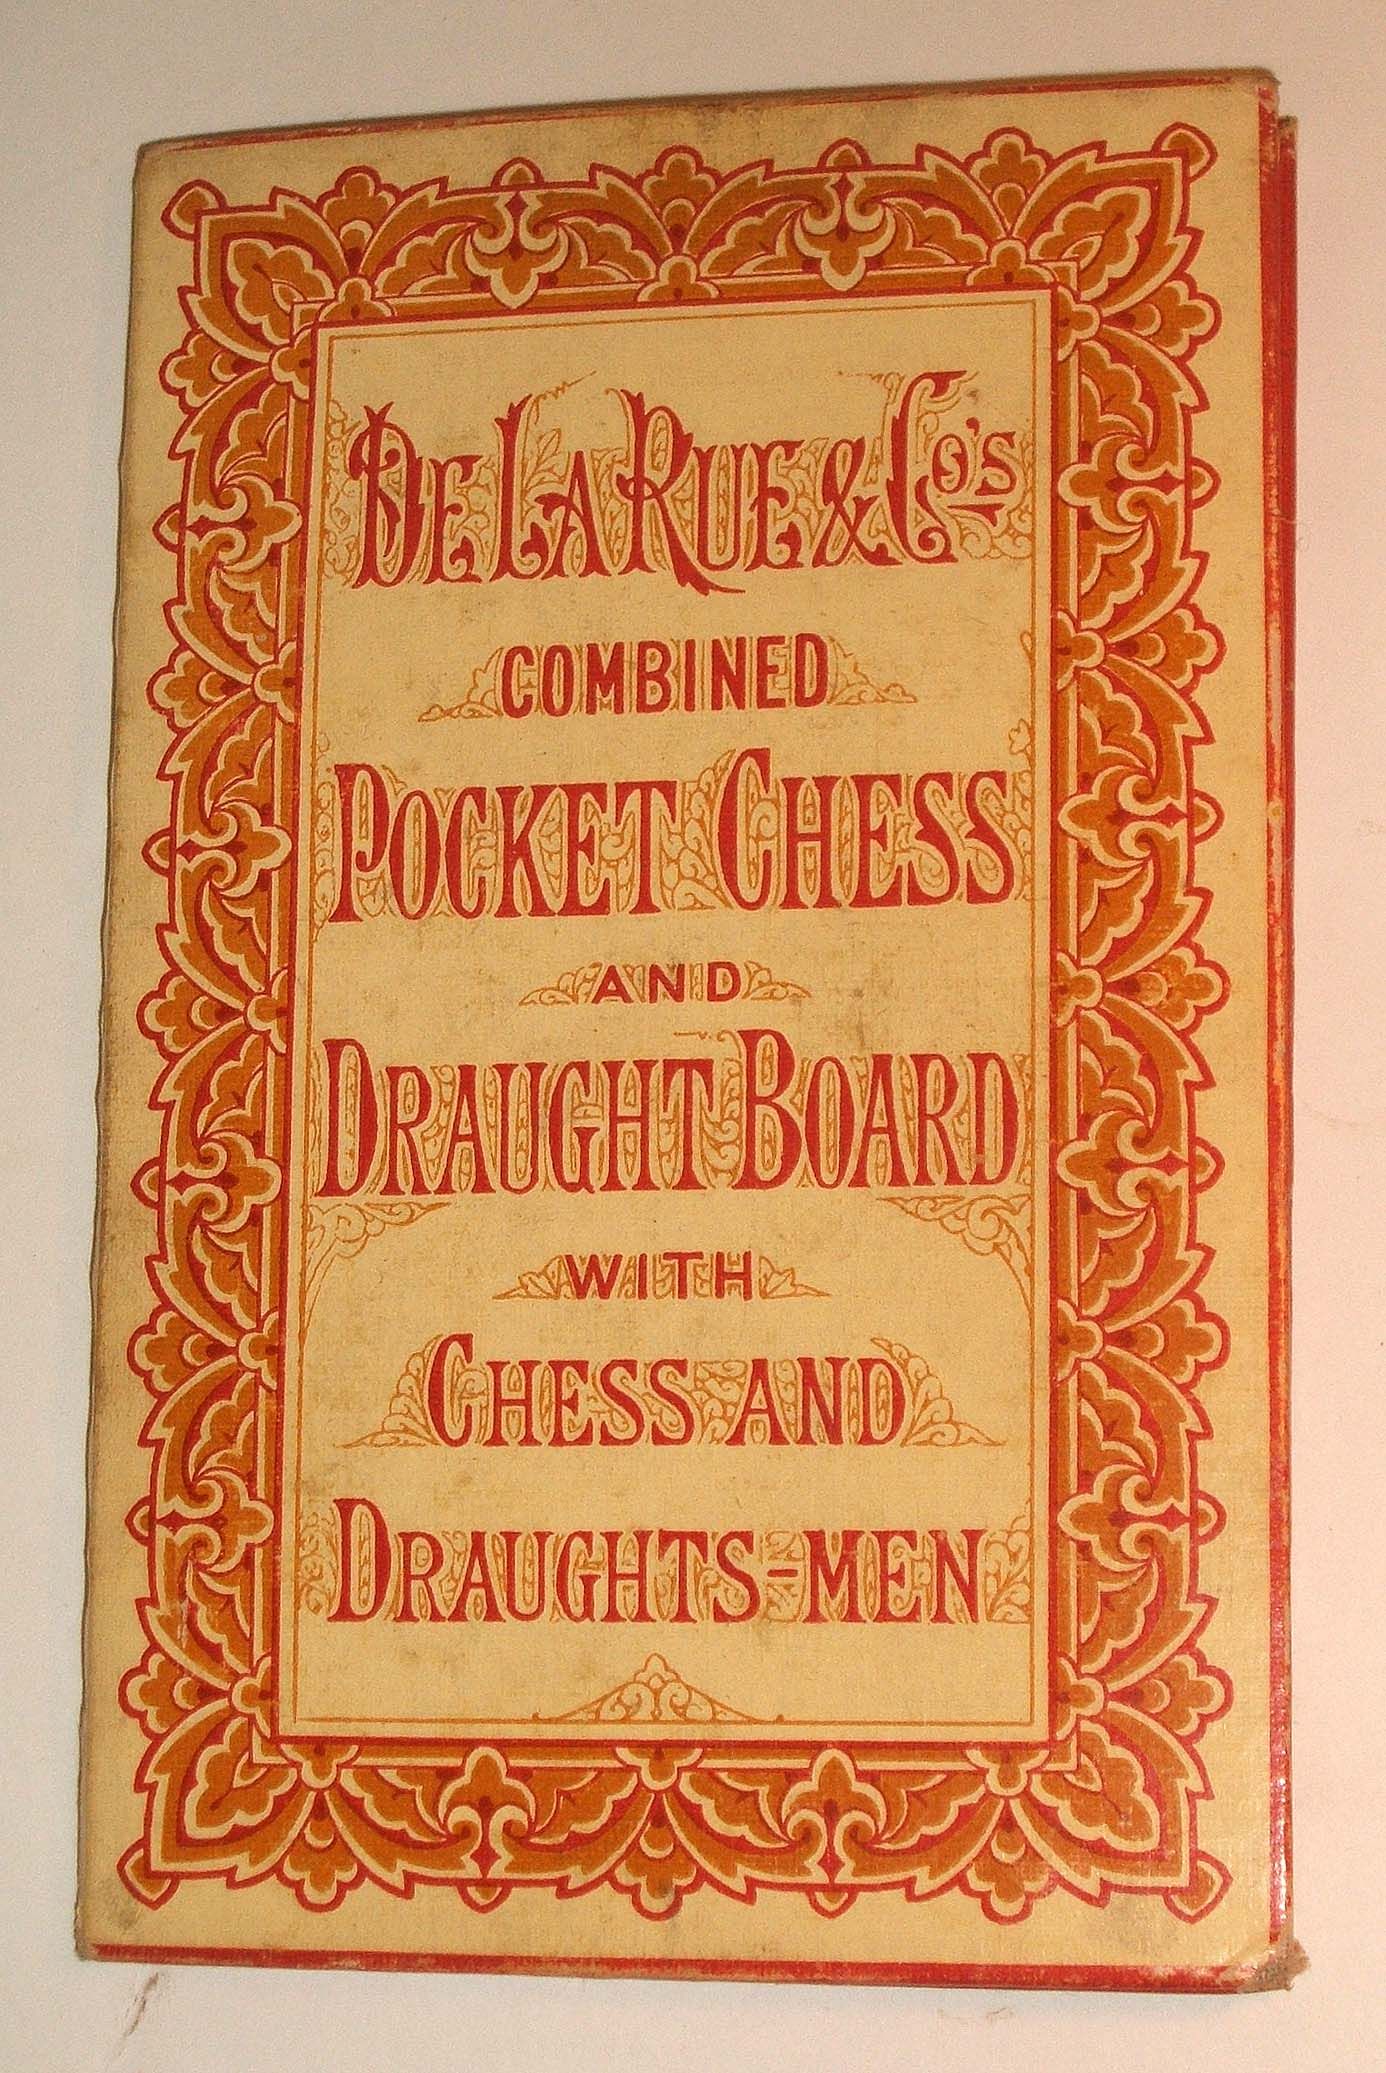 DE LA RUE & Co's
COMBINED
POCKET CHESS
AND
DRAUGHT BOARD
WITH
CHESS AND
DRAUGHTS-MEN